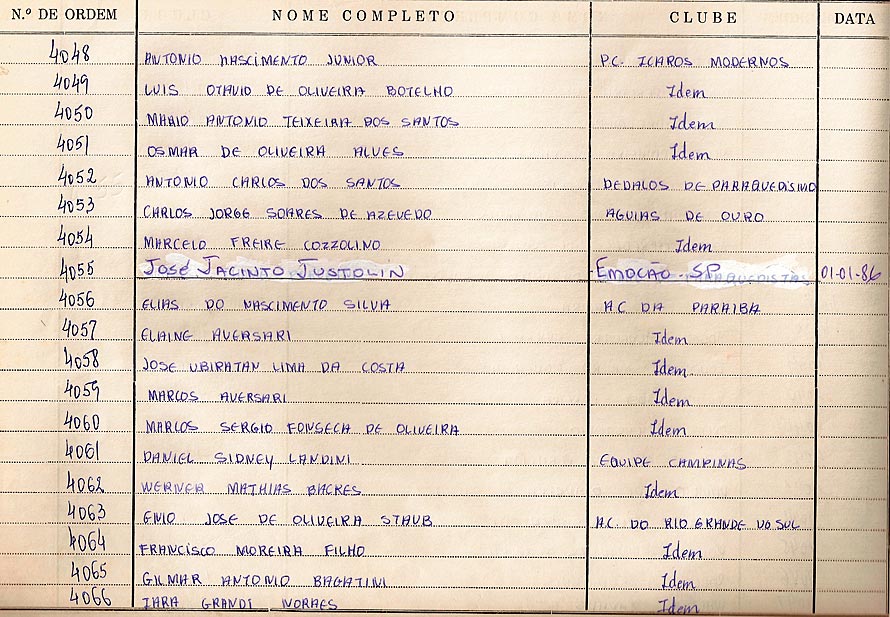 N.º DE ORDEM NOME COMPLETO CLUBE DATA
4048 ANTONIO NASCIMENTO JUNIOR P.C. ICAROS MODERNOS
4049 LUIS OTAVIO DE OLIVEIRA BOTELHO Idem
4050 MARIO ANTONIO TEIXEIRA DOS SANTOS Idem
4051 OSMAR DE OLIVEIRA ALVES Idem
4052 ANTONIO CARLOS DOS SANTOS DEDALOS DE PARAQUEDISMO
4053 CARLOS JORGE SOARES DE AZEVEDO AGUIAS DE OURO
4054 MARCELO FREIRE COZZOLINO Idem
4055 JOSÉ JACINTO JUSTOLIN EMOCÃO - SP 01-01-86
4056 ELIAS DO NASCIMENTO SILVA A.C. DA PARAIBA
4057 ELAINE AVERSARI Idem
4058 JOSE UBIRATAN LIMA DA COSTA Idem
4059 MARCOS AVERSARI Idem
4060 MARCOS SERGIO FONSECA DE OLIVEIRA Idem
4061 DANIEL SIDNEY LANDINI EQUIPE CAMPINAS
4062 WERNER MATHIAS BACKES Idem
4063 ENIO JOSE DE OLIVEIRA STAUB A.C. DO RIO GRANDE DO SUL
4064 FRANCISCO MOREIRA FILHO Idem
4065 GILMAR ANTONIO BAGATINI Idem
4066 IARA GRANDI MORAES Idem